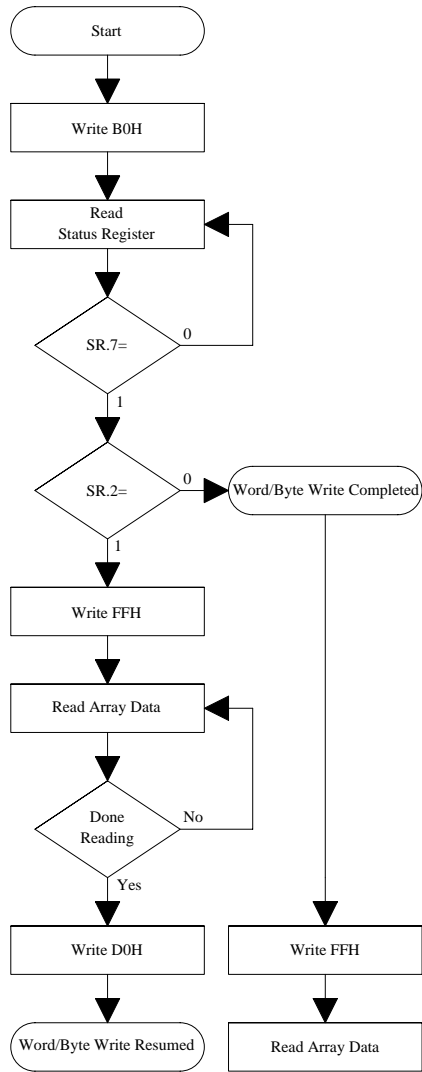 Start
Write B0H
Read
Status Register
SR.7=
0
1
SR.2=
0
Word/Byte Write Completed
1
Write FFH
Read Array Data
Done
Reading
No
Yes
Write D0H
Write FFH
Word/Byte Write Resumed
Read Array Data